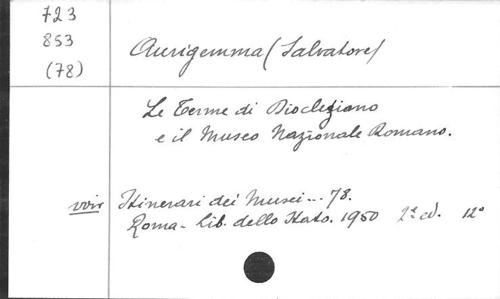 723
853
(78)
Aurigemma (Salvatore)
Le Terme di Diocleziano
e il Museo Nazionale Romano.
voir Itinerari dei Musei... 78.
Roma - Lib. dello Stato. 1950 2ª ed. 12°